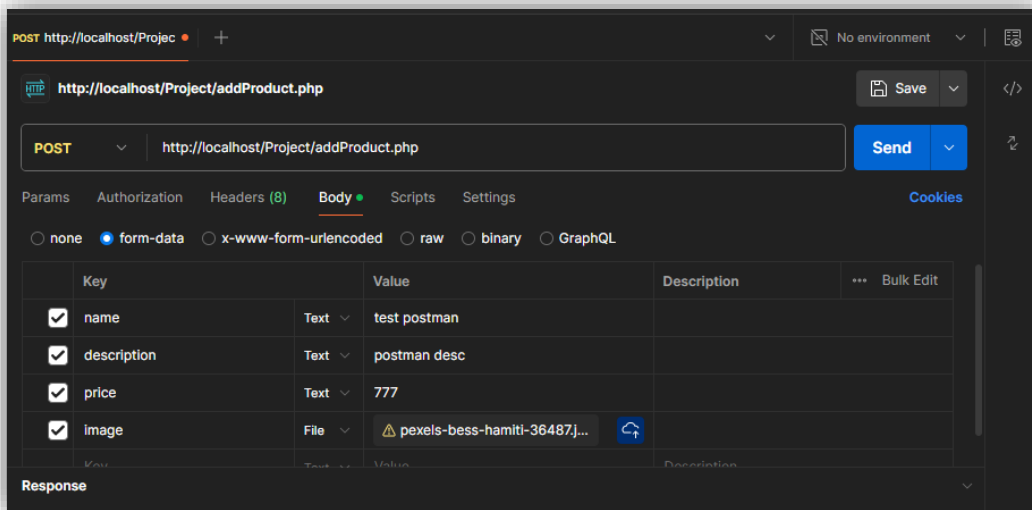 POST http://localhost/Projec
No environment
HTTP http://localhost/Project/addProduct.php
Save
POST http://localhost/Project/addProduct.php
Send
Params Authorization Headers (8) Body Scripts Settings Cookies
none form-data x-www-form-urlencoded raw binary GraphQL
Key Value Description ••• Bulk Edit
name Text test postman
description Text postman desc
price Text 777
image File pexels-bess-hamiti-36487.j...
Key Text Value Description
Response